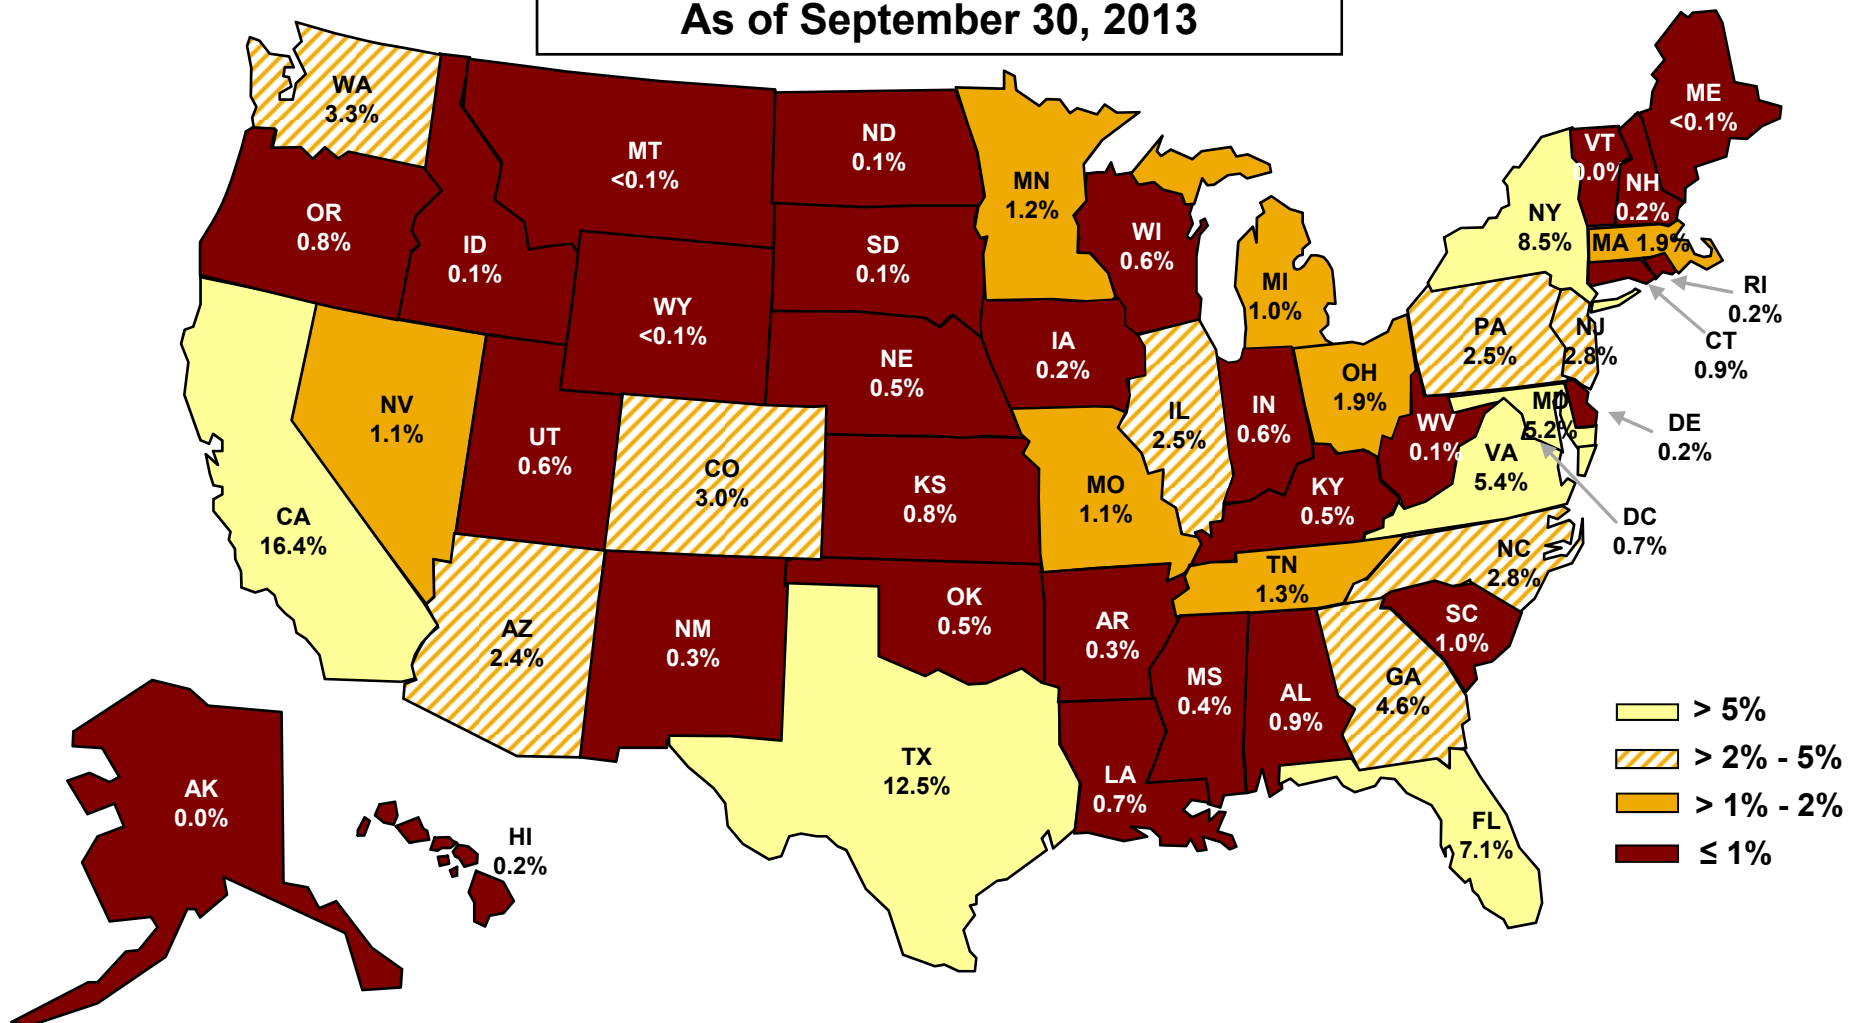 As of September 30, 2013
WA
3.3%
OR
0.8%
ID
0.1%
MT
<0.1%
WY
<0.1%
ND
0.1%
SD
0.1%
NE
0.5%
MN
1.2%
WI
0.6%
IA
0.2%
MI
1.0%
IL
2.5%
IN
0.6%
OH
1.9%
PA
2.5%
NY
8.5%
VT
0.0%
NH
0.2%
ME
<0.1%
MA 1.9%
RI
0.2%
CT
0.9%
NJ
2.8%
DE
0.2%
MD
5.2%
DC
0.7%
WV
0.1%
VA
5.4%
KY
0.5%
NC
2.8%
TN
1.3%
SC
1.0%
GA
4.6%
AL
0.9%
MS
0.4%
FL
7.1%
LA
0.7%
AR
0.3%
MO
1.1%
KS
0.8%
OK
0.5%
TX
12.5%
CO
3.0%
NM
0.3%
UT
0.6%
AZ
2.4%
NV
1.1%
CA
16.4%
AK
0.0%
HI
0.2%
> 5%
> 2% - 5%
> 1% - 2%
≤ 1%